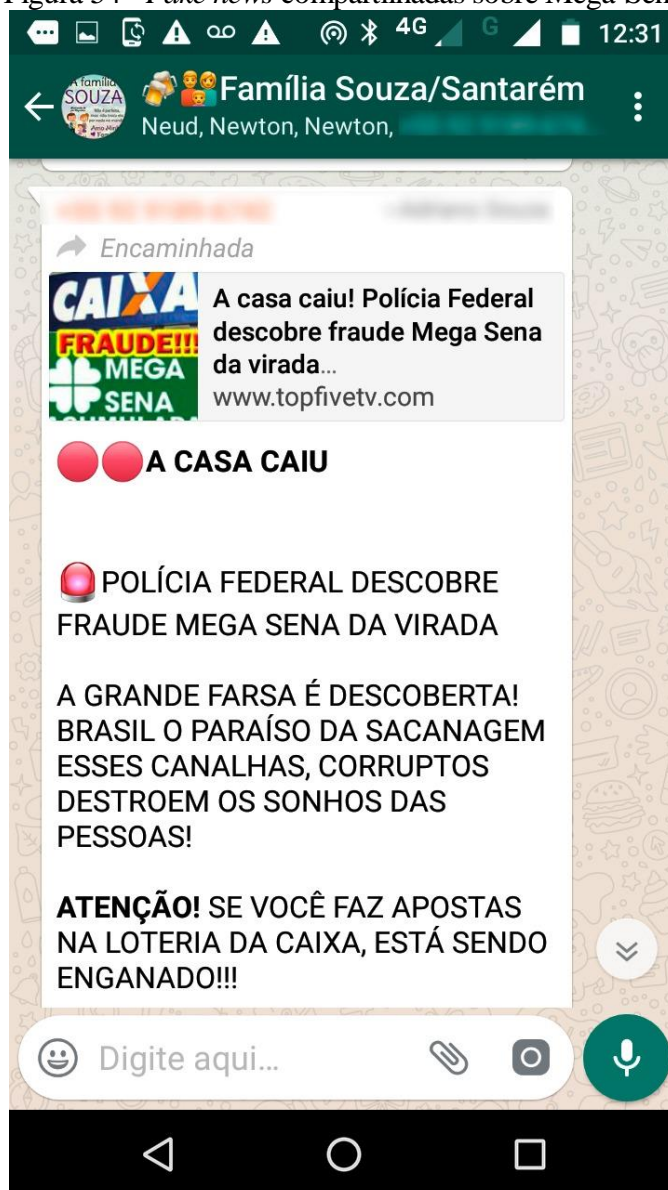 Figura 34 - Fake news compartilhadas sobre Mega Sen
4G G 12:31
A família
SOUZA
Família Souza/Santarém
Neud, Newton, Newton,
Encaminhada
CAIXA
FRAUDE!!!
MEGA
SENA
ACUMULADA
A casa caiu! Polícia Federal
descobre fraude Mega Sena
da virada...
www.topfivetv.com
A CASA CAIU
POLÍCIA FEDERAL DESCOBRE
FRAUDE MEGA SENA DA VIRADA
A GRANDE FARSA É DESCOBERTA!
BRASIL O PARAÍSO DA SACANAGEM
ESSES CANALHAS, CORRUPTOS
DESTROEM OS SONHOS DAS
PESSOAS!
ATENÇÃO! SE VOCÊ FAZ APOSTAS
NA LOTERIA DA CAIXA, ESTÁ SENDO
ENGANADO!!!
Digite aqui...